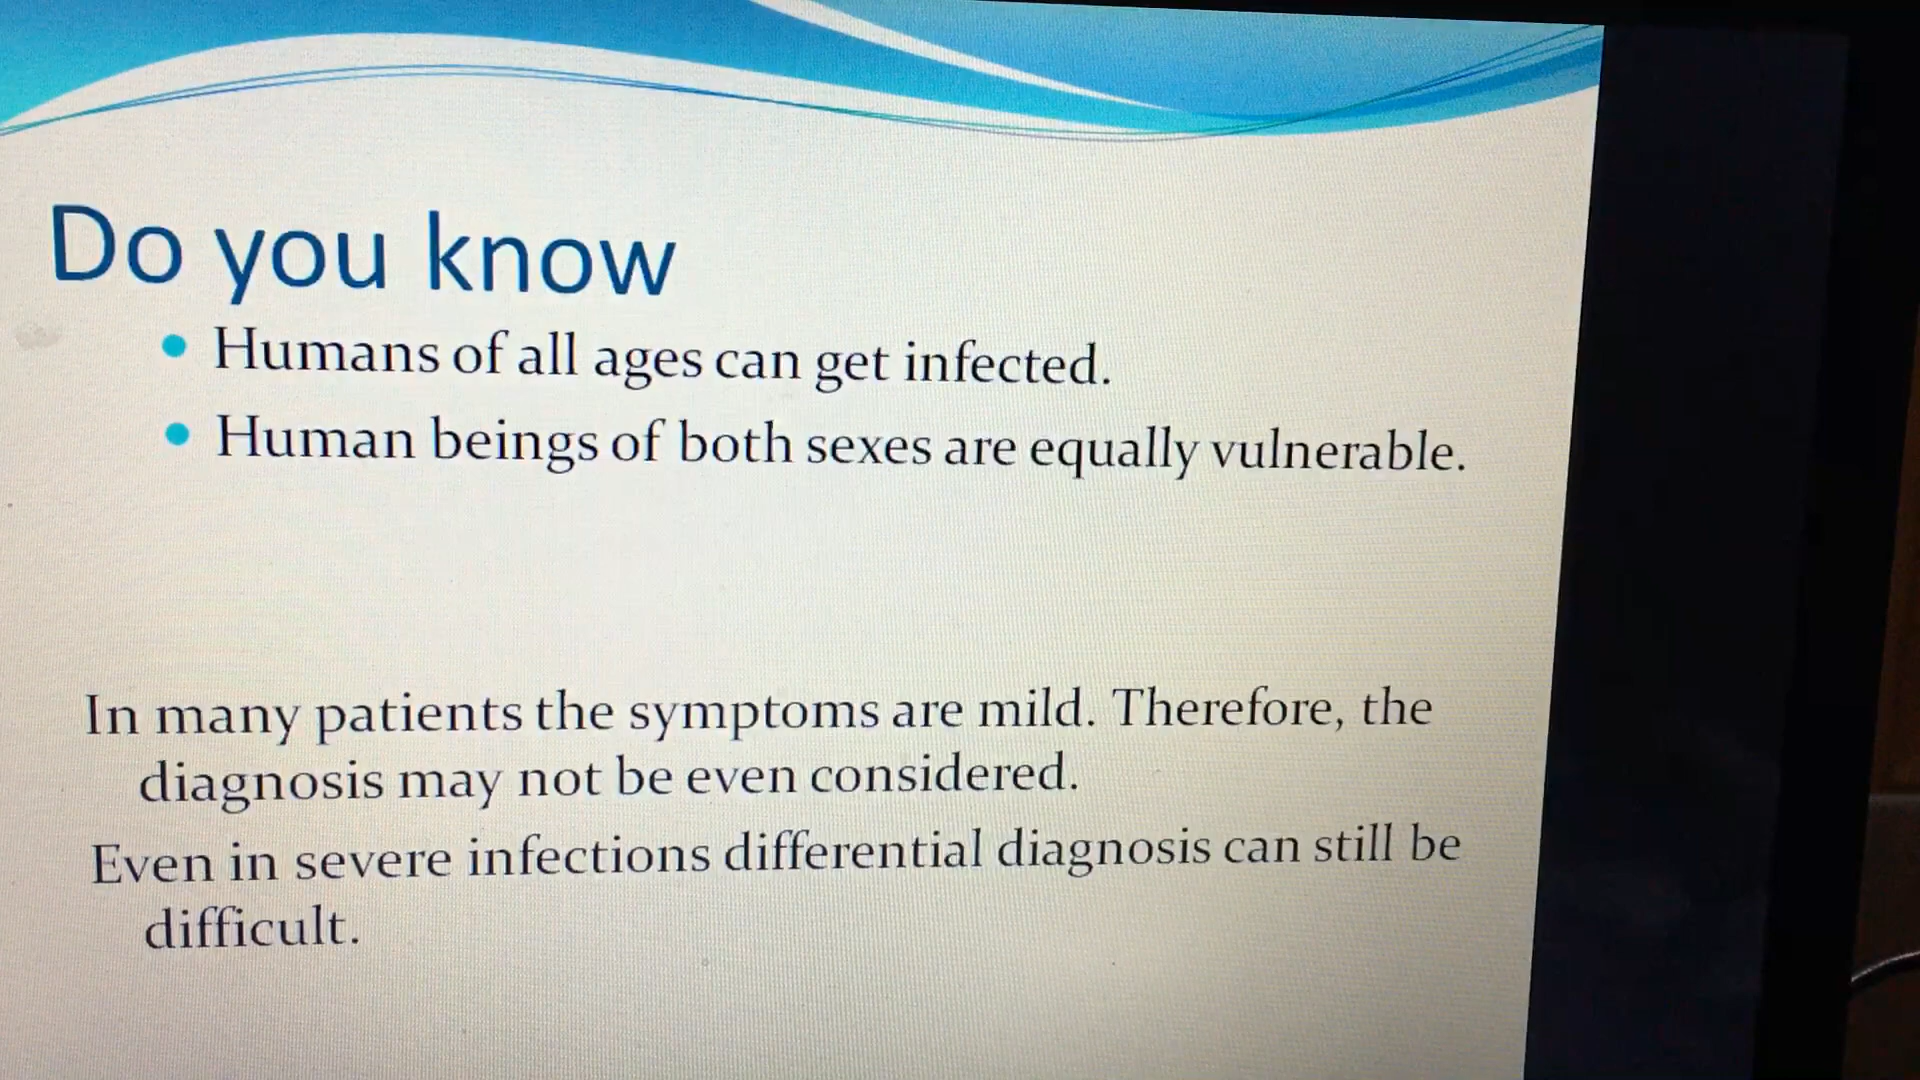 Do you know
Humans of all ages can get infected.
Human beings of both sexes are equally vulnerable.
In many patients the symptoms are mild. Therefore, the
diagnosis may not be even considered.
Even in severe infections differential diagnosis can still be
difficult.